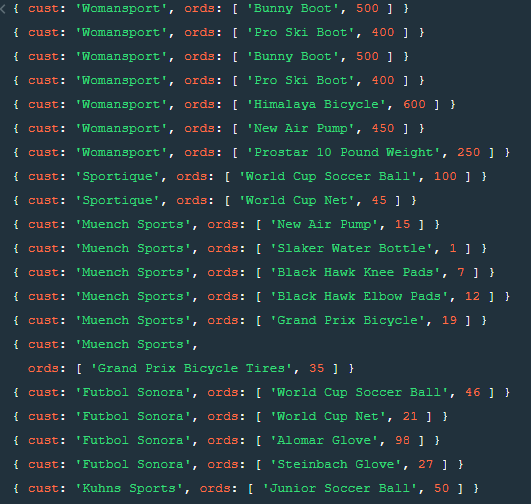 { cust: 'Womansport', ords: [ 'Bunny Boot', 500 ] }
{ cust: 'Womansport', ords: [ 'Pro Ski Boot', 400 ] }
{ cust: 'Womansport', ords: [ 'Bunny Boot', 500 ] }
{ cust: 'Womansport', ords: [ 'Pro Ski Boot', 400 ] }
{ cust: 'Womansport', ords: [ 'Himalaya Bicycle', 600 ] }
{ cust: 'Womansport', ords: [ 'New Air Pump', 450 ] }
{ cust: 'Womansport', ords: [ 'Prostar 10 Pound Weight', 250 ] }
{ cust: 'Sportique', ords: [ 'World Cup Soccer Ball', 100 ] }
{ cust: 'Sportique', ords: [ 'World Cup Net', 45 ] }
{ cust: 'Muench Sports', ords: [ 'New Air Pump', 15 ] }
{ cust: 'Muench Sports', ords: [ 'Slaker Water Bottle', 1 ] }
{ cust: 'Muench Sports', ords: [ 'Black Hawk Knee Pads', 7 ] }
{ cust: 'Muench Sports', ords: [ 'Black Hawk Elbow Pads', 12 ] }
{ cust: 'Muench Sports', ords: [ 'Grand Prix Bicycle', 19 ] }
{ cust: 'Muench Sports',
ords: [ 'Grand Prix Bicycle Tires', 35 ] }
{ cust: 'Futbol Sonora', ords: [ 'World Cup Soccer Ball', 46 ] }
{ cust: 'Futbol Sonora', ords: [ 'World Cup Net', 21 ] }
{ cust: 'Futbol Sonora', ords: [ 'Alomar Glove', 98 ] }
{ cust: 'Futbol Sonora', ords: [ 'Steinbach Glove', 27 ] }
{ cust: 'Kuhns Sports', ords: [ 'Junior Soccer Ball', 50 ] }